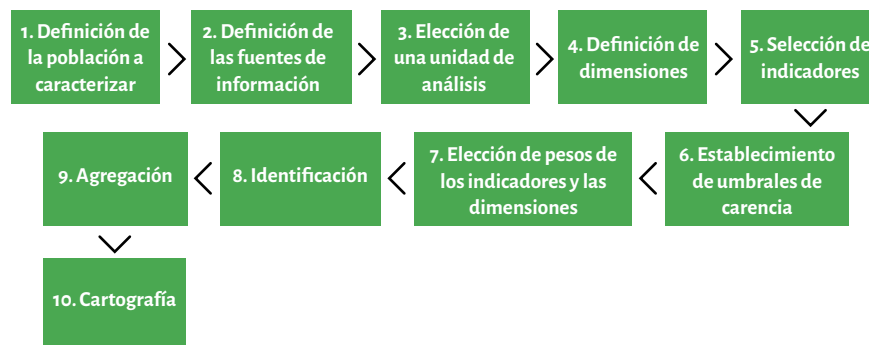 1. Definición de
la población a
caracterizar
2. Definición de
las fuentes de
información
3. Elección de
una unidad de
análisis
4. Definición de
dimensiones
5. Selección de
indicadores
6. Establecimiento
de umbrales de
carencia
7. Elección de pesos de
los indicadores y las
dimensiones
8. Identificación
9. Agregación
10. Cartografía